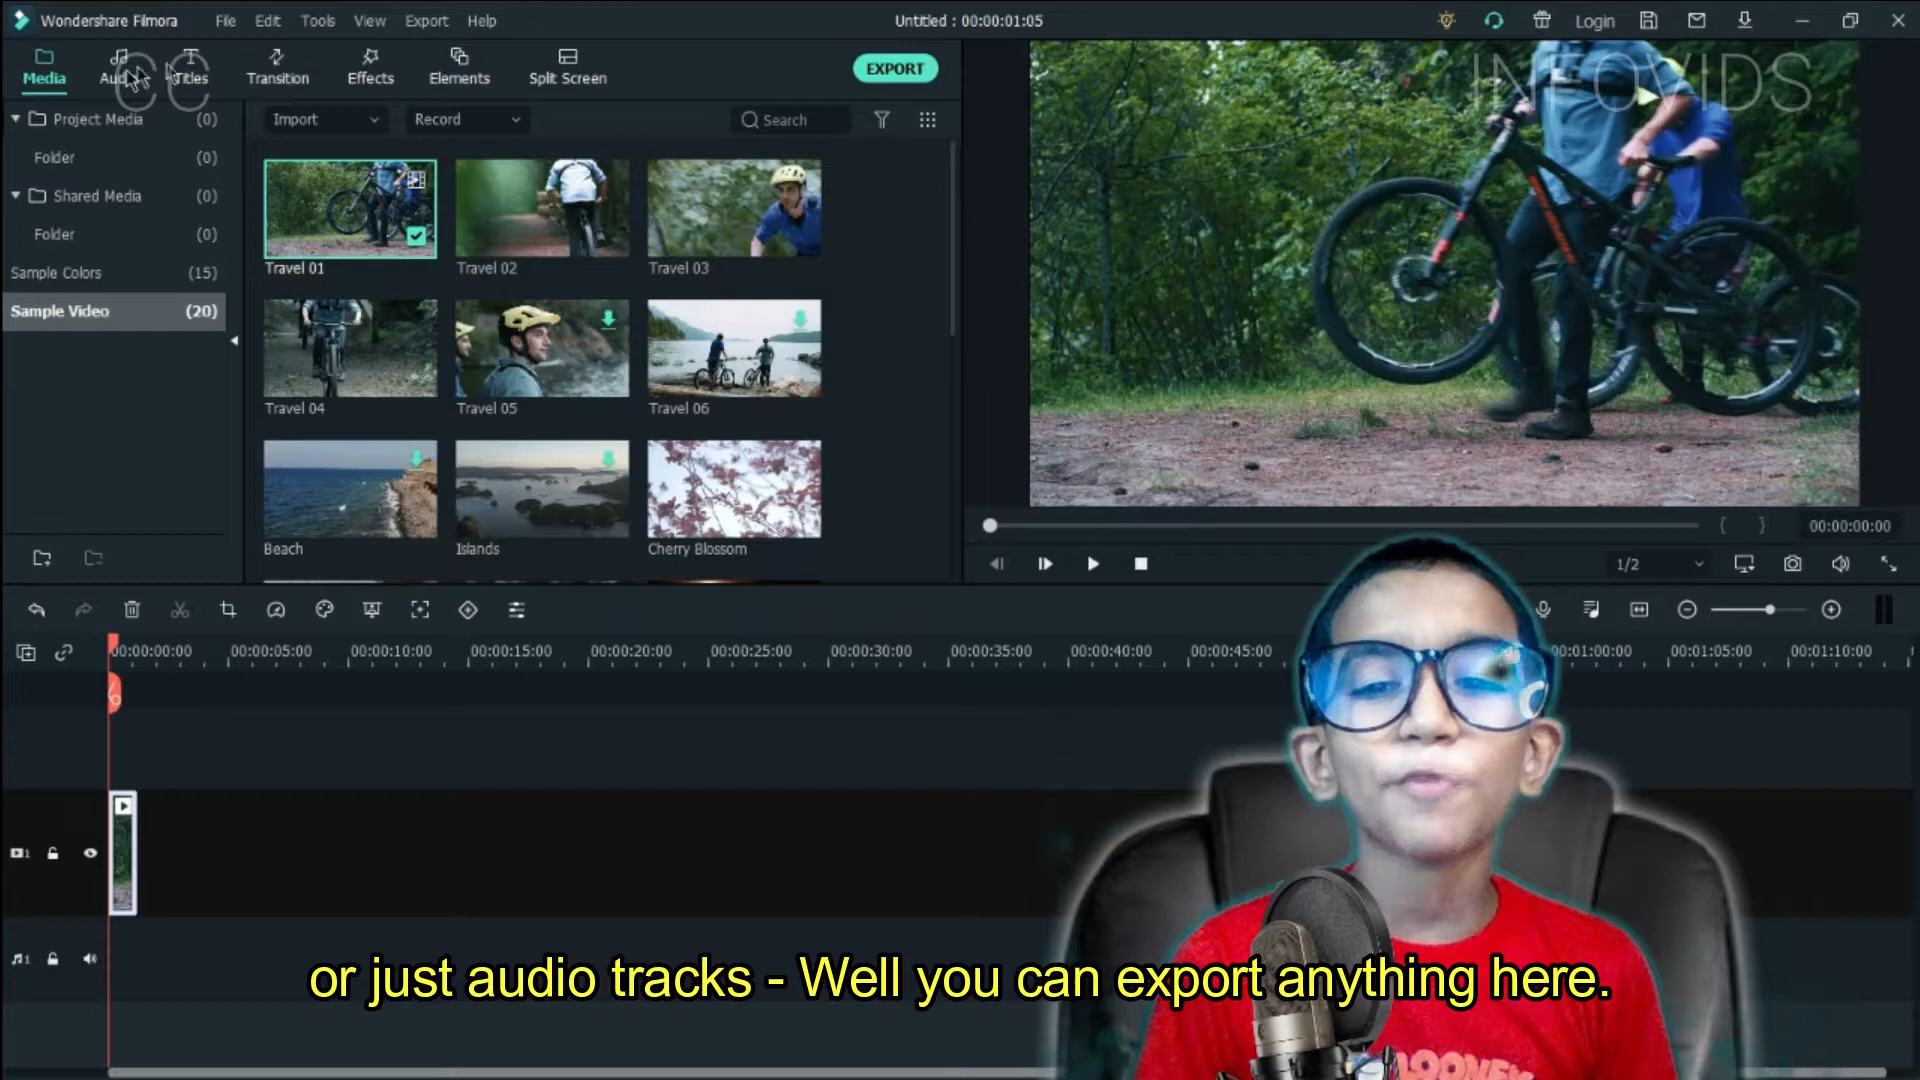 Wondershare Filmora File Edit Tools View Export Help Untitled : 00:00:01:05 Login
Media Audio Titles Transition Effects Elements Split Screen EXPORT
CC
INFOVIDS
Project Media (0)
Folder (0)
Shared Media (0)
Folder (0)
Sample Colors (15)
Sample Video (20)
Import Record Search
Travel 01 Travel 02 Travel 03
Travel 04 Travel 05 Travel 06
Beach Islands Cherry Blossom
00:00:00:00
1/2
00:00:00:00 00:00:05:00 00:00:10:00 00:00:15:00 00:00:20:00 00:00:25:00 00:00:30:00 00:00:35:00 00:00:40:00 00:00:45:00 00:01:00:00 00:01:05:00 00:01:10:00
1
1
or just audio tracks - Well you can export anything here.
LOONEY